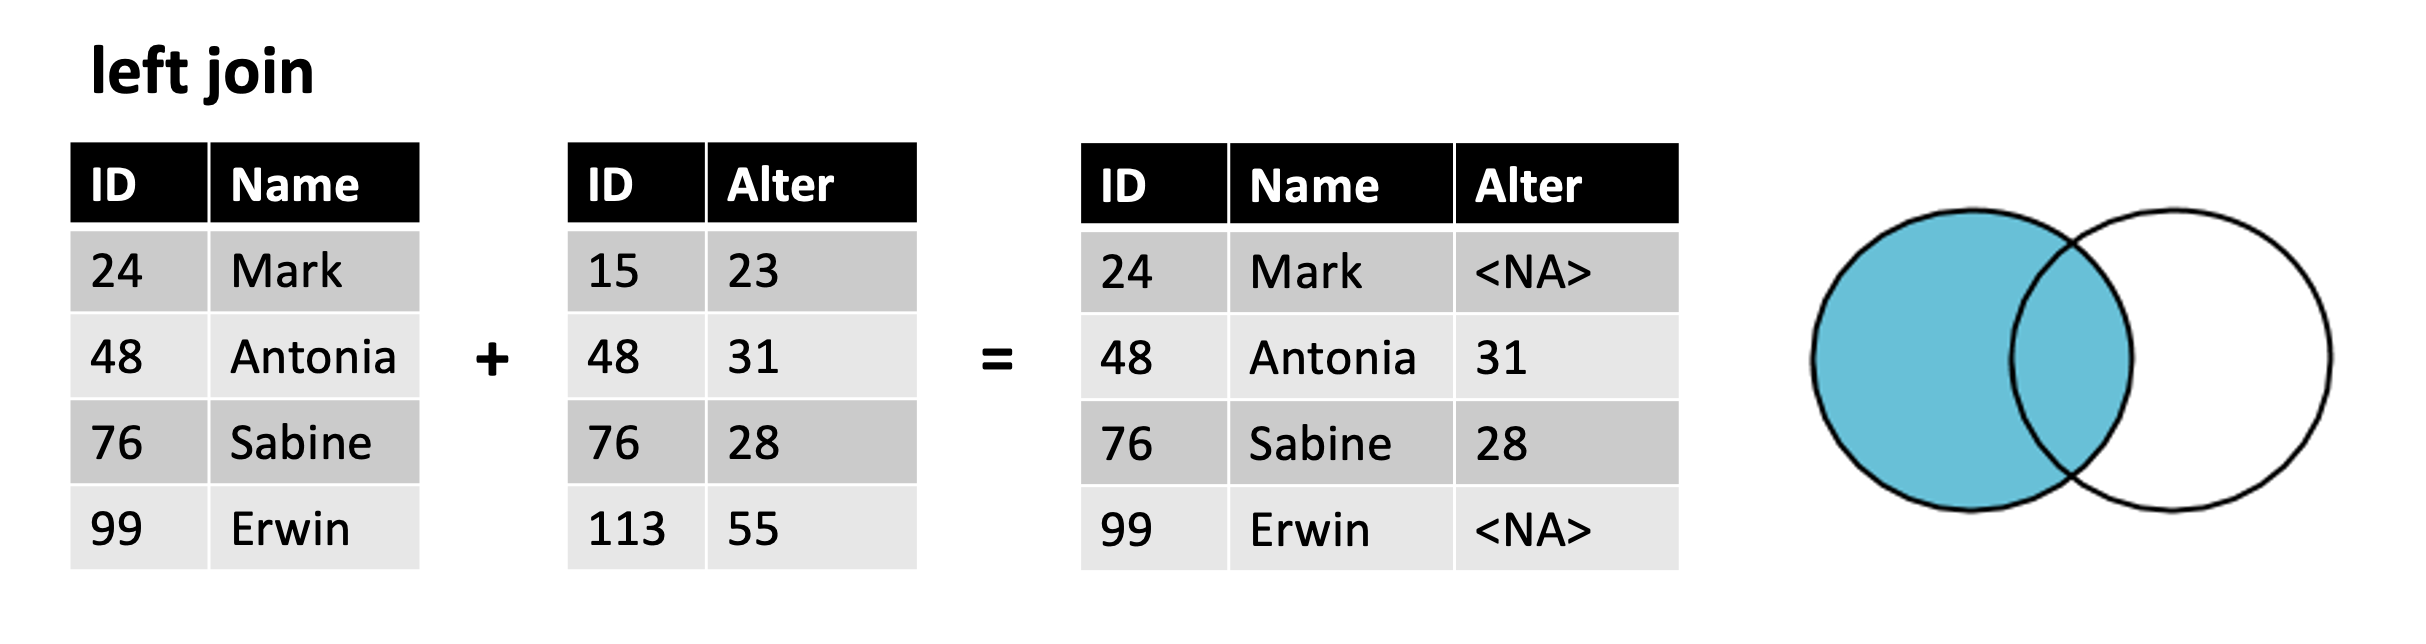 left join
ID Name ID Alter ID Name Alter
24 Mark 15 23 24 Mark <NA>
48 Antonia + 48 31 = 48 Antonia 31
76 Sabine 76 28 76 Sabine 28
99 Erwin 113 55 99 Erwin <NA>